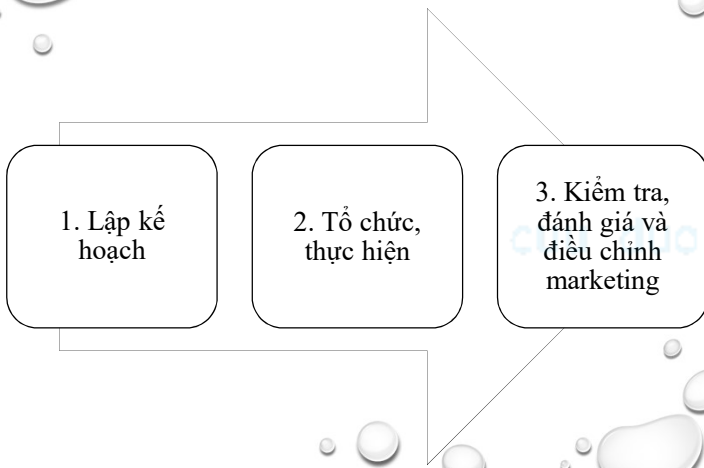 1. Lập kế
hoạch
2. Tổ chức,
thực hiện
3. Kiểm tra,
đánh giá và
điều chỉnh
marketing